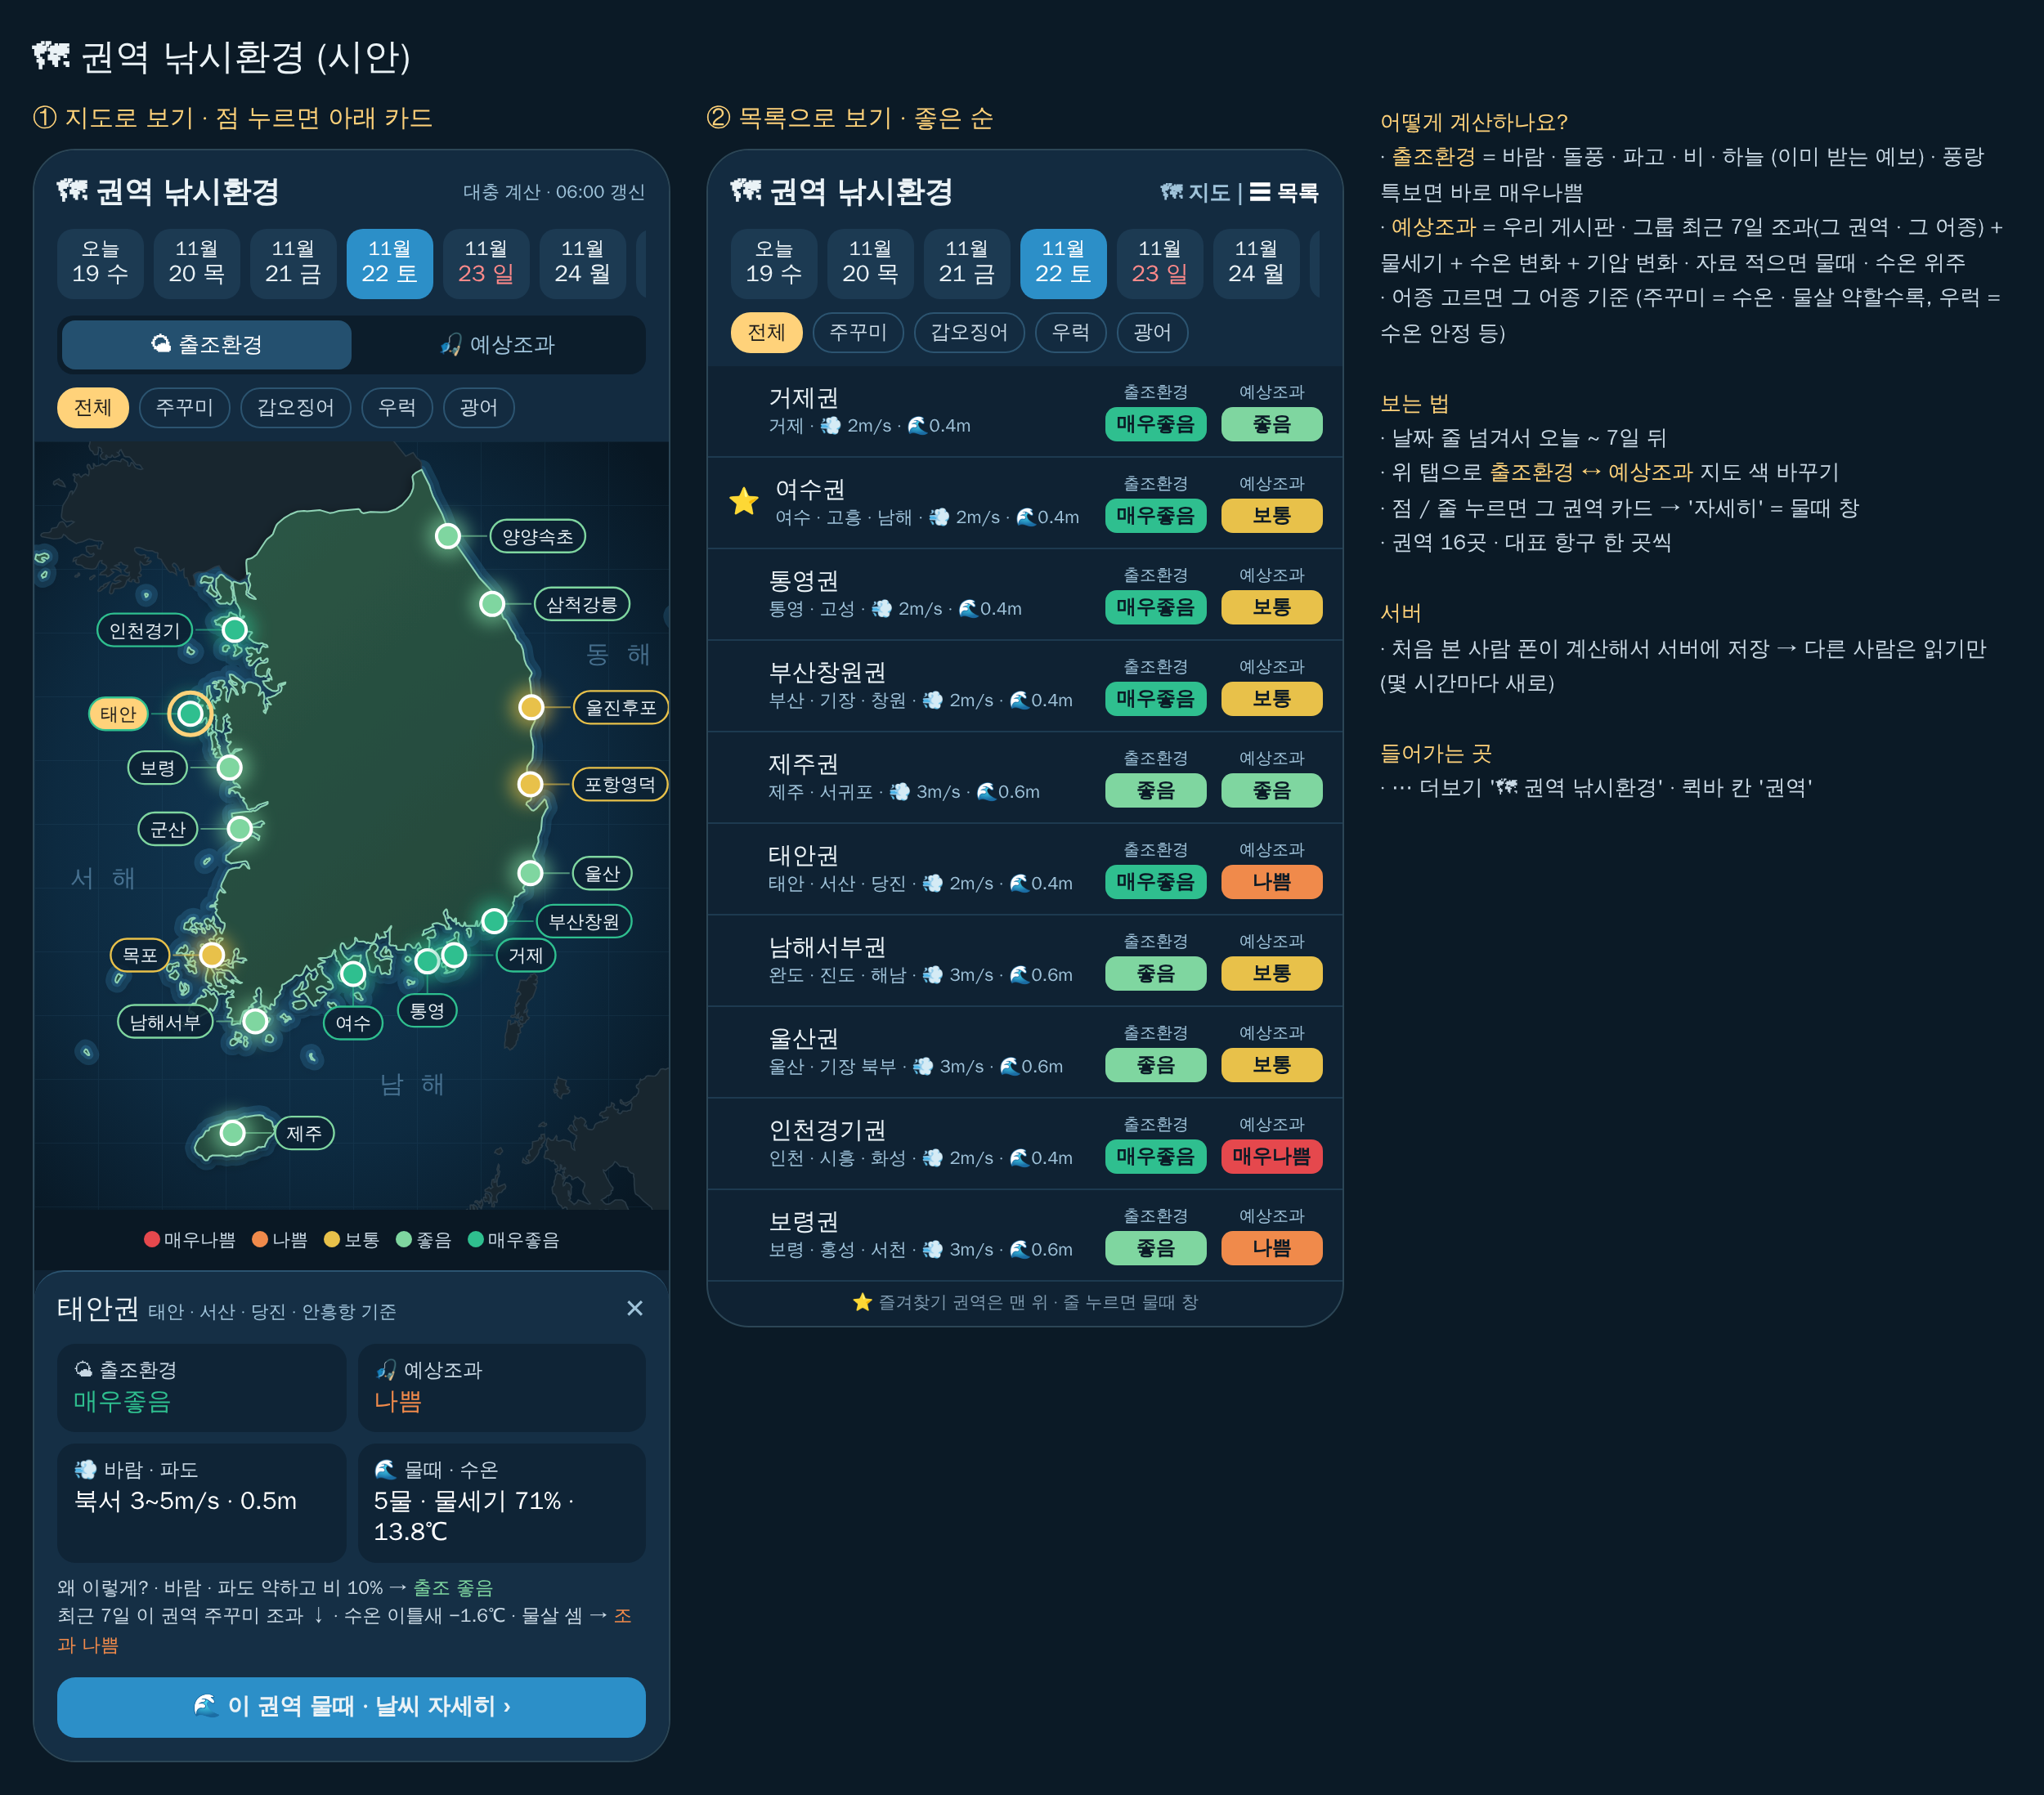 🗺 권역 낚시환경 (시안)
① 지도로 보기 · 점 누르면 아래 카드
🗺 권역 낚시환경
대충 계산 · 06:00 갱신
오늘 11월 11월 11월 11월 11월
19 수 20 목 21 금 22 토 23 일 24 월
🌤 출조환경 🎣 예상조과
전체 주꾸미 갑오징어 우럭 광어
양양속초
삼척강릉
인천경기
동 해
태안
울진후포
보령
포항영덕
군산
서 해
울산
부산창원
목포
거제
남해서부
여수
통영
남 해
제주
매우나쁨 나쁨 보통 좋음 매우좋음
태안권 태안 · 서산 · 당진 · 안흥항 기준 ✕
🌤 출조환경
매우좋음
🎣 예상조과
나쁨
💨 바람 · 파도
북서 3~5m/s · 0.5m
🌊 물때 · 수온
5물 · 물세기 71% ·
13.8℃
왜 이렇게? · 바람 · 파도 약하고 비 10% → 출조 좋음
최근 7일 이 권역 주꾸미 조과 ↓ · 수온 이틀새 −1.6℃ · 물살 셈 → 조
과 나쁨
🌊 이 권역 물때 · 날씨 자세히 ›
② 목록으로 보기 · 좋은 순
🗺 권역 낚시환경
🗺 지도 | ☰ 목록
오늘 11월 11월 11월 11월 11월
19 수 20 목 21 금 22 토 23 일 24 월
전체 주꾸미 갑오징어 우럭 광어
거제권
거제 · 💨 2m/s · 🌊0.4m
출조환경 예상조과
매우좋음 좋음
⭐ 여수권
여수 · 고흥 · 남해 · 💨 2m/s · 🌊0.4m
출조환경 예상조과
매우좋음 보통
통영권
통영 · 고성 · 💨 2m/s · 🌊0.4m
출조환경 예상조과
매우좋음 보통
부산창원권
부산 · 기장 · 창원 · 💨 2m/s · 🌊0.4m
출조환경 예상조과
매우좋음 보통
제주권
제주 · 서귀포 · 💨 3m/s · 🌊0.6m
출조환경 예상조과
좋음 좋음
태안권
태안 · 서산 · 당진 · 💨 2m/s · 🌊0.4m
출조환경 예상조과
매우좋음 나쁨
남해서부권
완도 · 진도 · 해남 · 💨 3m/s · 🌊0.6m
출조환경 예상조과
좋음 보통
울산권
울산 · 기장 북부 · 💨 3m/s · 🌊0.6m
출조환경 예상조과
좋음 보통
인천경기권
인천 · 시흥 · 화성 · 💨 2m/s · 🌊0.4m
출조환경 예상조과
매우좋음 매우나쁨
보령권
보령 · 홍성 · 서천 · 💨 3m/s · 🌊0.6m
출조환경 예상조과
좋음 나쁨
⭐ 즐겨찾기 권역은 맨 위 · 줄 누르면 물때 창
어떻게 계산하나요?
· 출조환경 = 바람 · 돌풍 · 파고 · 비 · 하늘 (이미 받는 예보) · 풍랑
특보면 바로 매우나쁨
· 예상조과 = 우리 게시판 · 그룹 최근 7일 조과(그 권역 · 그 어종) +
물세기 + 수온 변화 + 기압 변화 · 자료 적으면 물때 · 수온 위주
· 어종 고르면 그 어종 기준 (주꾸미 = 수온 · 물살 약할수록, 우럭 =
수온 안정 등)
보는 법
· 날짜 줄 넘겨서 오늘 ~ 7일 뒤
· 위 탭으로 출조환경 ↔ 예상조과 지도 색 바꾸기
· 점 / 줄 누르면 그 권역 카드 → '자세히' = 물때 창
· 권역 16곳 · 대표 항구 한 곳씩
서버
· 처음 본 사람 폰이 계산해서 서버에 저장 → 다른 사람은 읽기만
(몇 시간마다 새로)
들어가는 곳
· ⋯ 더보기 '🗺 권역 낚시환경' · 퀵바 칸 '권역'